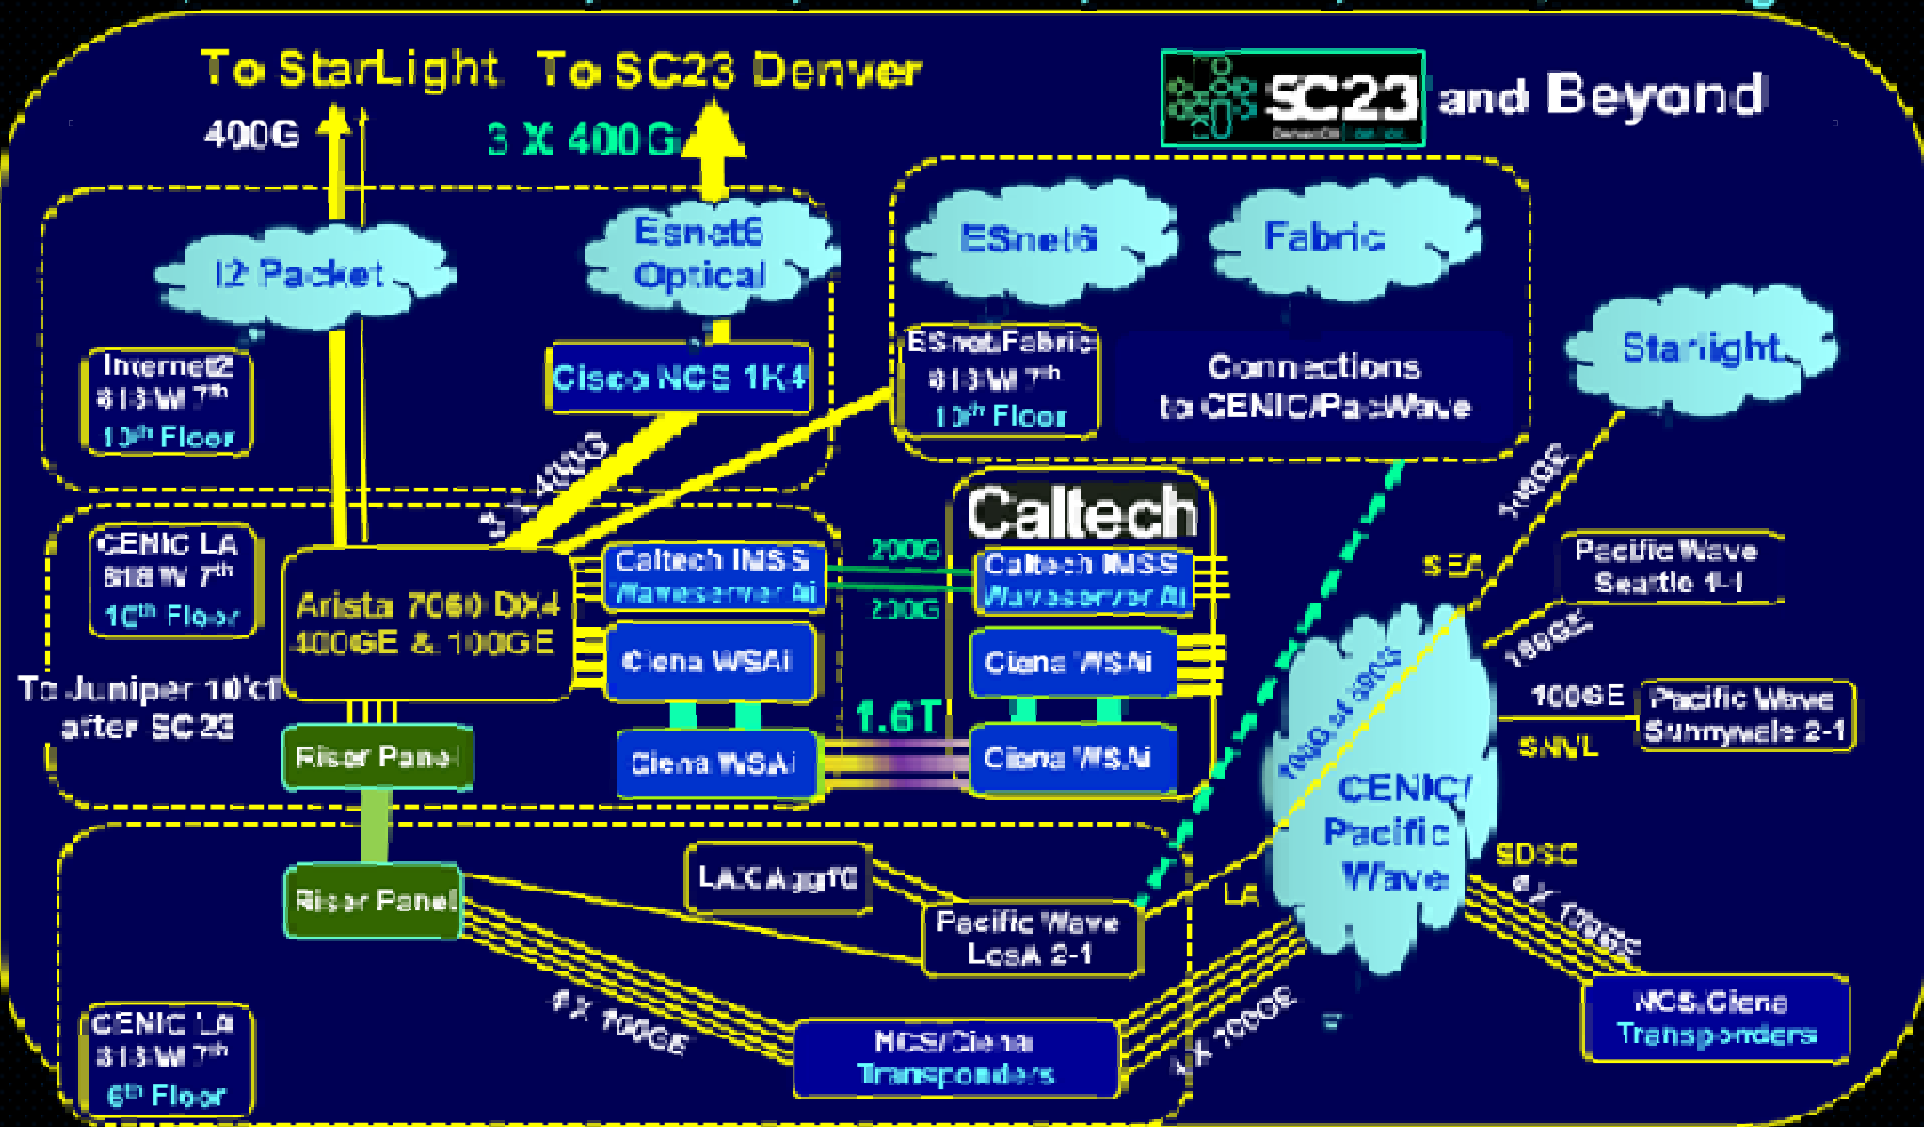 To StarLight To SC23 Denver
400G
3 X 400G
SC23 and Beyond
I2 Packet
Esnet6
Optical
ESnet6
Fabric
Starlight
Internet2
818 W 7th
10th Floor
Cisco NCS 1K4
ESnet/Fabric
818 W 7th
10th Floor
Connections
to CENIC/PacWave
400G
100GE
CENIC LA
818 W 7th
10th Floor
Arista 7060 DX4
400GE & 100GE
Caltech IMSS
Waveserver Ai
Ciena WSAi
Ciena WSAi
200G
200G
1.6T
Caltech
Caltech IMSS
Waveserver Ai
Ciena WSAi
Ciena WSAi
SEA
Pacific Wave
Seattle 1-1
100GE
100GE
SNVL
Pacific Wave
Sunnyvale 2-1
To Juniper
after SC23
Riser Panel
Riser Panel
CENIC/
Pacific
Wave
LA
SDSC
4 X 100GE
LAX Aggr10
Pacific Wave
LosA 2-1
4 X 100GE
4 X 100GE
NCS/Ciena
Transponders
NCS/Ciena
Transponders
CENIC LA
818 W 7th
6th Floor